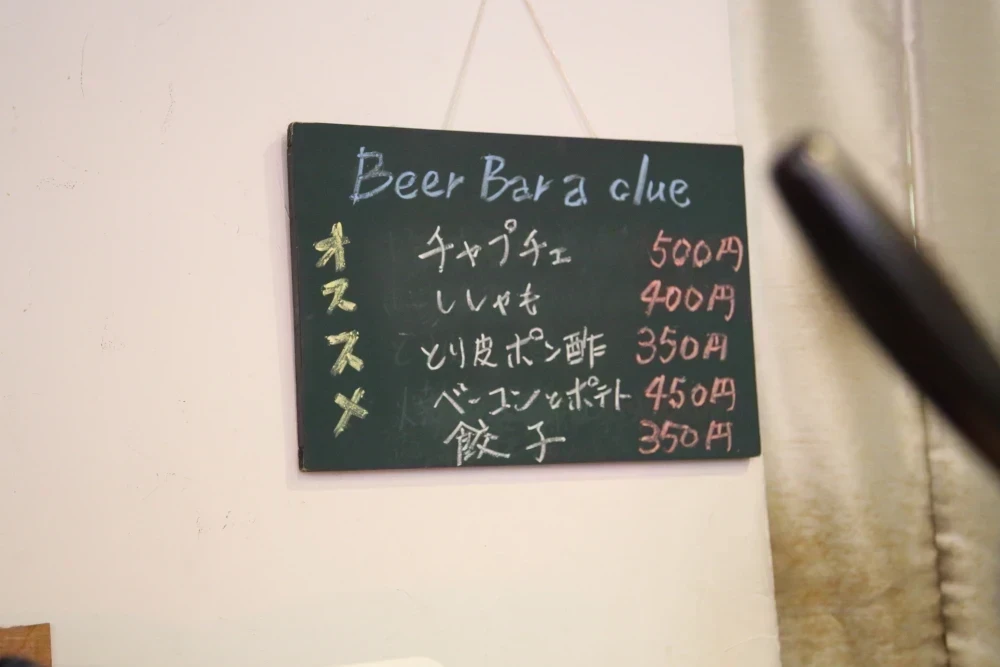 Beer Bar a clue
オススメ
チャプチェ 500円
ししゃも 400円
とり皮ポン酢 350円
ベーコンとポテト 450円
餃子 350円